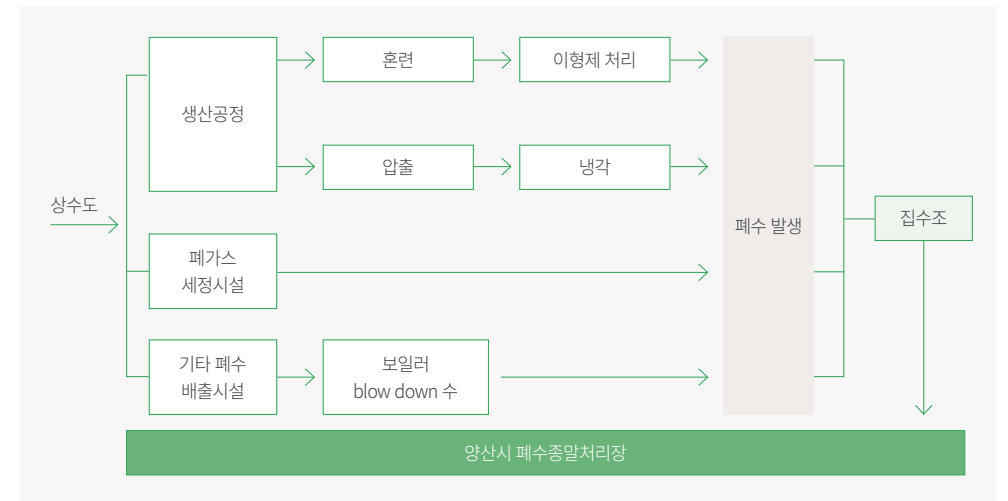 상수도
생산공정
혼련
이형제 처리
압출
냉각
폐가스
세정시설
기타 폐수
배출시설
보일러
blow down 수
폐수 발생
집수조
양산시 폐수종말처리장